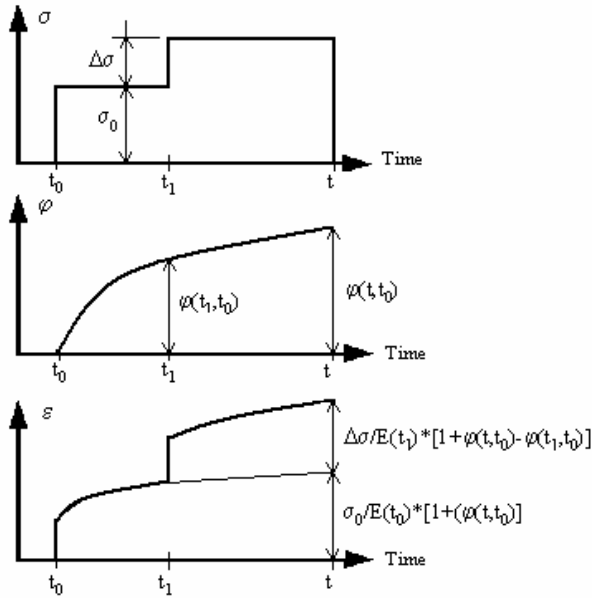 σ
Δσ
σ0
t0 t1 t Time
φ
φ(t1,t0)
φ(t,t0)
t0 t1 t Time
ε
Δσ/E(t1)*[1+φ(t,t0)-φ(t1,t0)]
σ0/E(t0)*[1+(φ(t,t0)]
t0 t1 t Time